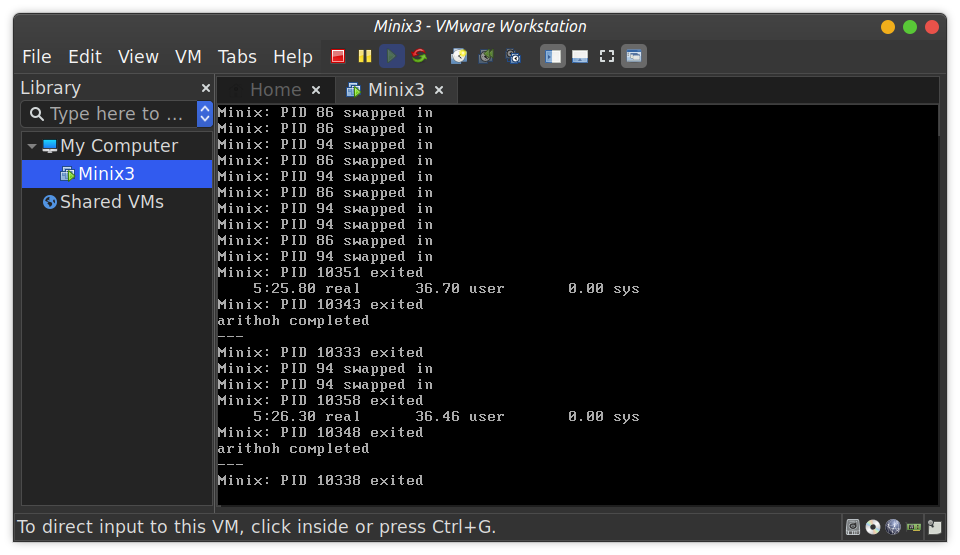 Minix3 - VMware Workstation
File Edit View VM Tabs Help
Library ×
Type here to ...
My Computer
Minix3
Shared VMs
Home × Minix3 ×
Minix: PID 86 swapped in
Minix: PID 86 swapped in
Minix: PID 94 swapped in
Minix: PID 86 swapped in
Minix: PID 94 swapped in
Minix: PID 86 swapped in
Minix: PID 94 swapped in
Minix: PID 94 swapped in
Minix: PID 86 swapped in
Minix: PID 94 swapped in
Minix: PID 10351 exited
5:25.80 real 36.70 user 0.00 sys
Minix: PID 10343 exited
arithoh completed
---
Minix: PID 10333 exited
Minix: PID 94 swapped in
Minix: PID 94 swapped in
Minix: PID 10358 exited
5:26.30 real 36.46 user 0.00 sys
Minix: PID 10348 exited
arithoh completed
---
Minix: PID 10338 exited
To direct input to this VM, click inside or press Ctrl+G.